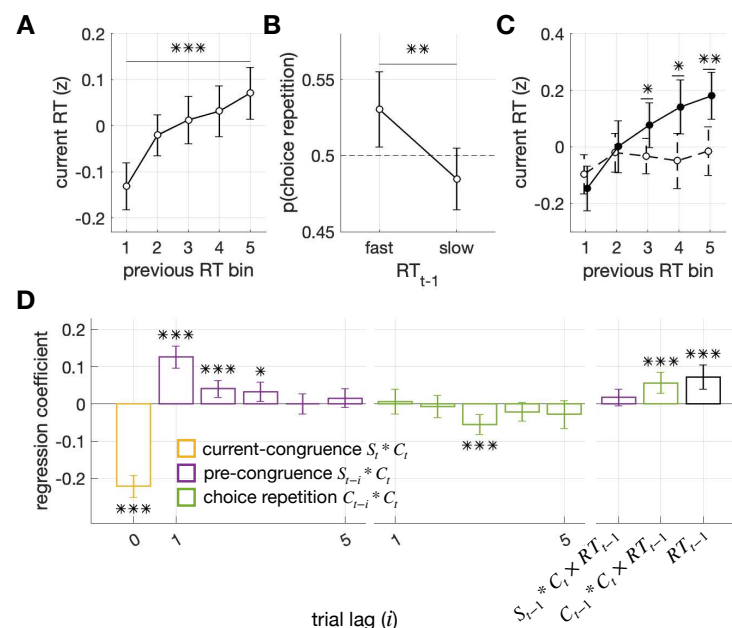 A
B
C
current RT (z)
0.2
0.1
0
-0.1
-0.2
***
1 2 3 4 5
previous RT bin
p(choice repetition)
0.55
0.5
0.45
**
fast slow
RT t-1
current RT (z)
0.4
0.2
0
-0.2
* * **
1 2 3 4 5
previous RT bin
D
regression coefficient
0.2
0.1
0
-0.1
-0.2
*** *** * *** *** *** ***
current-congruence S_t * C_t
pre-congruence S_{t-i} * C_t
choice repetition C_{t-i} * C_t
0 1 5 1 5
S_{t-1} * C_t × RT_{t-1}
C_{t-1} * C_t × RT_{t-1}
RT_{t-1}
trial lag (i)